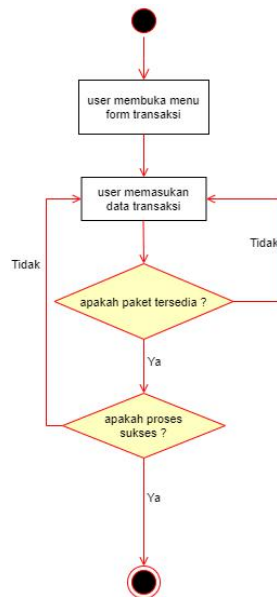 user membuka menu
form transaksi
user memasukan
data transaksi
Tidak
Tidak
apakah paket tersedia ?
Ya
apakah proses
sukses ?
Ya